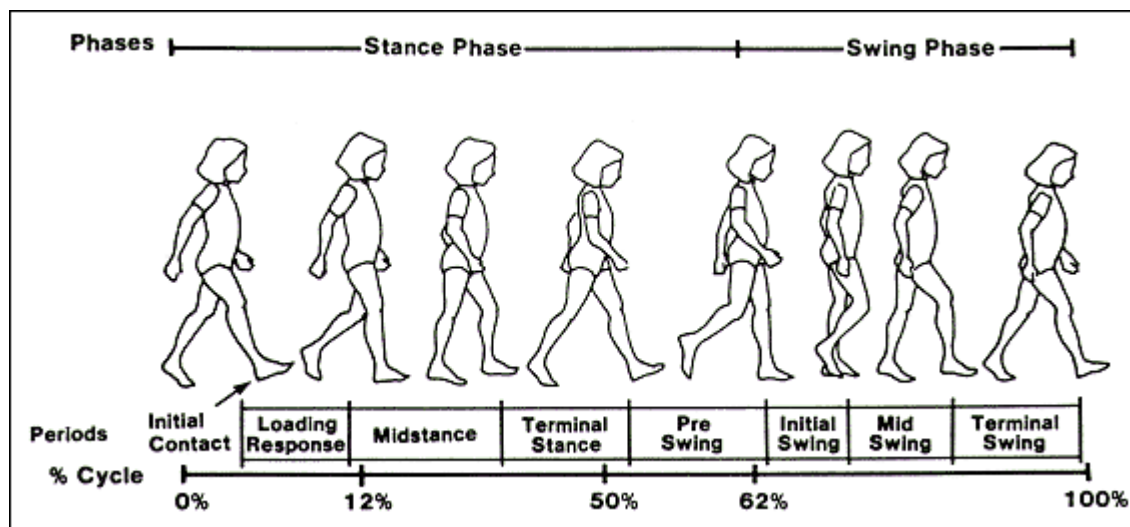 Phases Stance Phase Swing Phase
Initial Contact
Loading Response
Midstance
Terminal Stance
Pre Swing
Initial Swing
Mid Swing
Terminal Swing
Periods
% Cycle
0% 12% 50% 62% 100%